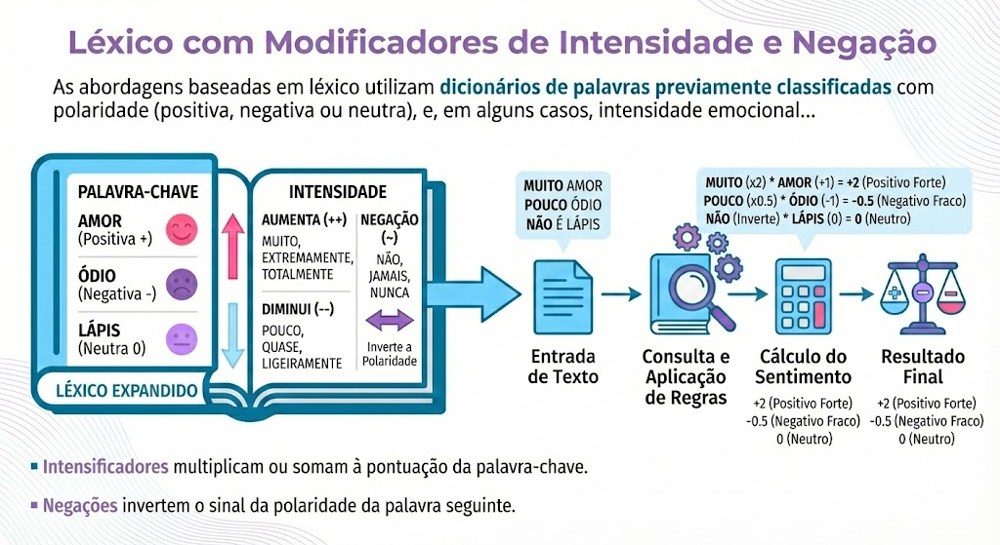 Léxico com Modificadores de Intensidade e Negação
As abordagens baseadas em léxico utilizam dicionários de palavras previamente classificadas com
polaridade (positiva, negativa ou neutra), e, em alguns casos, intensidade emocional...
PALAVRA-CHAVE
AMOR
(Positiva +)
ÓDIO
(Negativa -)
LÁPIS
(Neutra 0)
LÉXICO EXPANDIDO
INTENSIDADE
AUMENTA (++)
MUITO,
EXTREMAMENTE,
TOTALMENTE
DIMINUI (--)
POUCO,
QUASE,
LIGEIRAMENTE
NEGAÇÃO
(~)
NÃO,
JAMAIS,
NUNCA
Inverte a
Polaridade
MUITO AMOR
POUCO ÓDIO
NÃO É LÁPIS
Entrada
de Texto
Consulta e
Aplicação
de Regras
MUITO (x2) * AMOR (+1) = +2 (Positivo Forte)
POUCO (x0.5) * ÓDIO (-1) = -0.5 (Negativo Fraco)
NÃO (Inverte) * LÁPIS (0) = 0 (Neutro)
Cálculo do
Sentimento
+2 (Positivo Forte)
-0.5 (Negativo Fraco)
0 (Neutro)
Resultado
Final
+2 (Positivo Forte)
-0.5 (Negativo Fraco)
0 (Neutro)
Intensificadores multiplicam ou somam à pontuação da palavra-chave.
Negações invertem o sinal da polaridade da palavra seguinte.